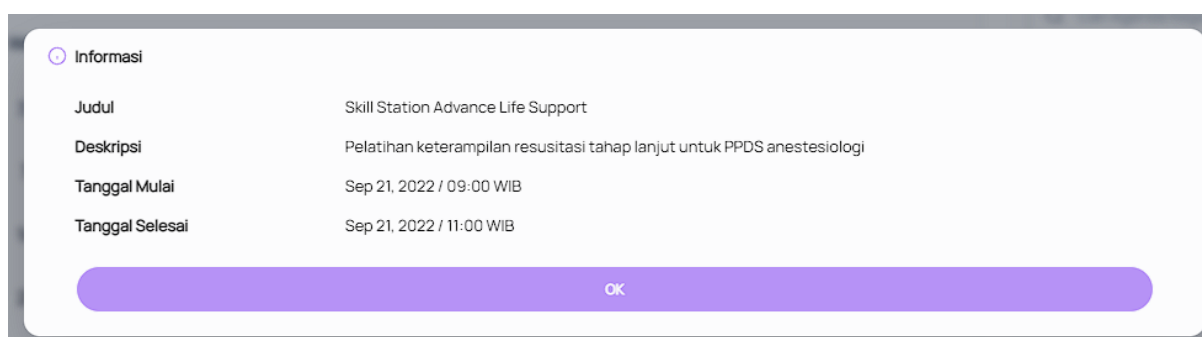 Informasi
Judul Skill Station Advance Life Support
Deskripsi Pelatihan keterampilan resusitasi tahap lanjut untuk PPDS anestesiologi
Tanggal Mulai Sep 21, 2022 / 09:00 WIB
Tanggal Selesai Sep 21, 2022 / 11:00 WIB
OK